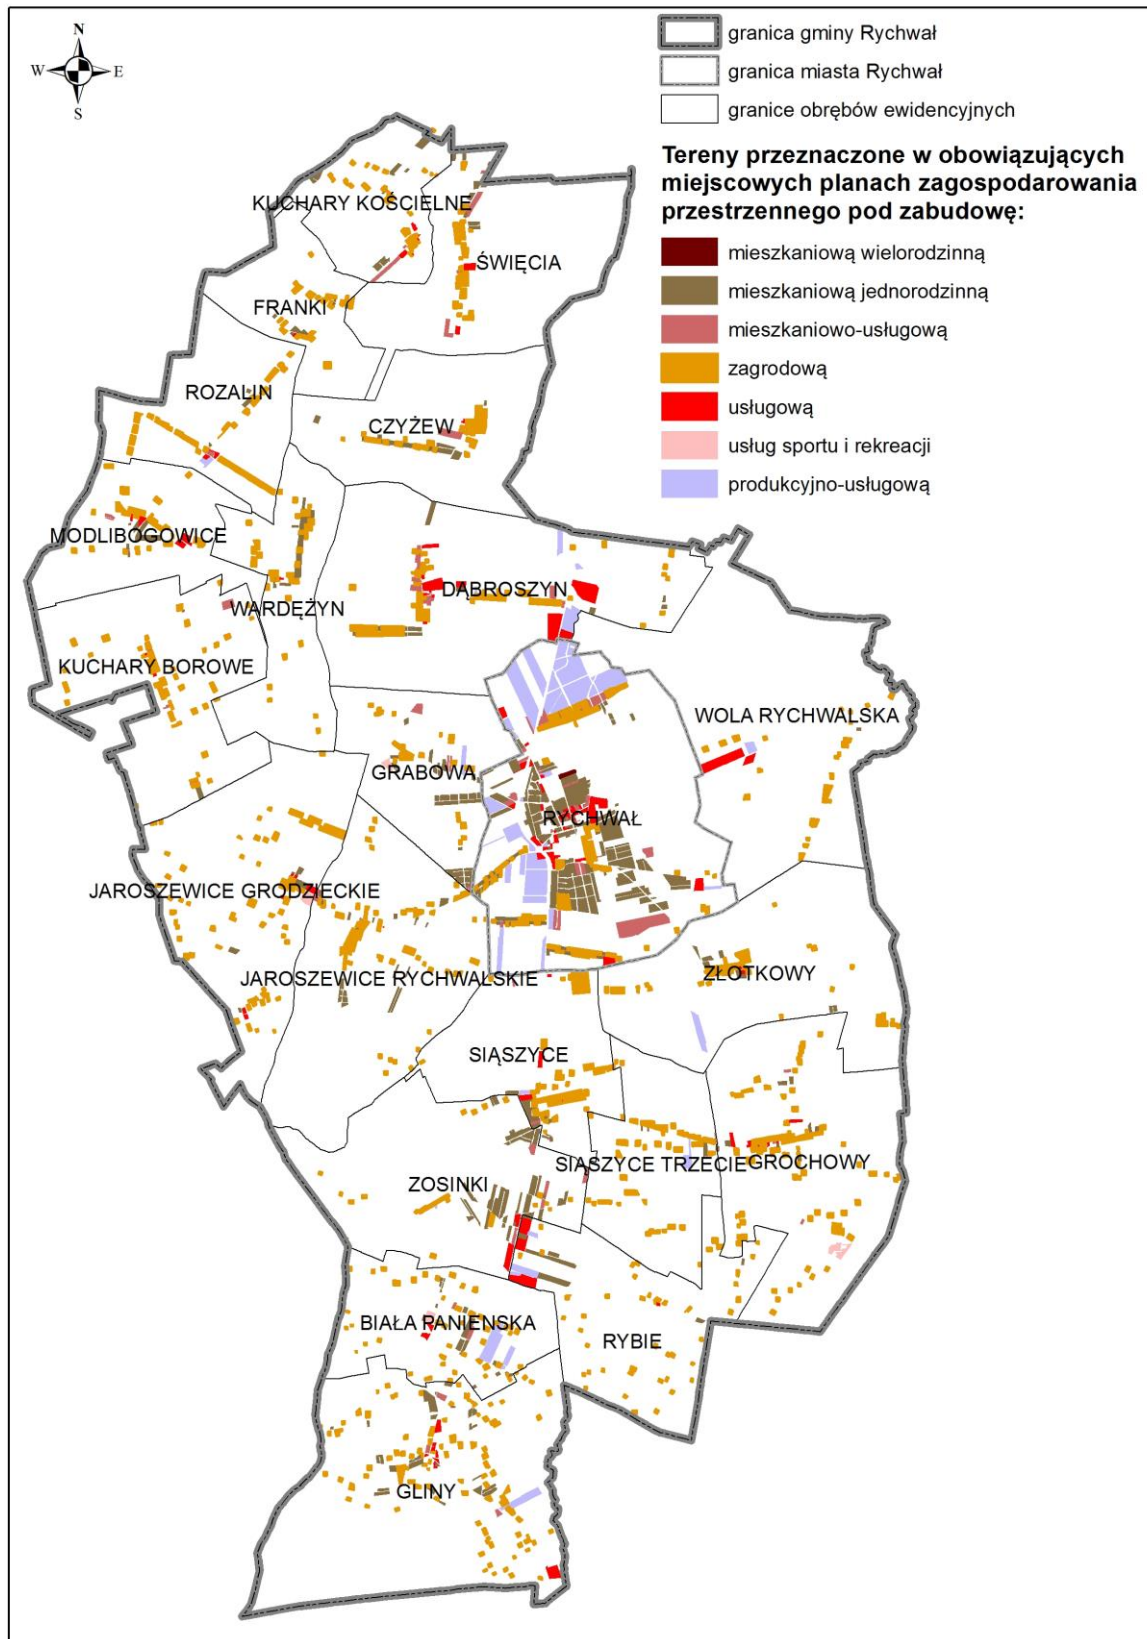 N
W E
S
granica gminy Rychwał
granica miasta Rychwał
granice obrębów ewidencyjnych
Tereny przeznaczone w obowiązujących
miejscowych planach zagospodarowania
przestrzennego pod zabudowę:
mieszkaniową wielorodzinną
mieszkaniową jednorodzinną
mieszkaniowo-usługową
zagrodową
usługową
usług sportu i rekreacji
produkcyjno-usługową
KUCHARY KOŚCIELNE
ŚWIĘCIA
FRANKI
ROZALIN
CZYŻEW
MODLIBOGOWICE
DĄBROSZYN
WARDĘŻYN
KUCHARY BOROWE
WOLA RYCHWALSKA
GRABOWA
RYCHWAŁ
JAROSZEWICE GRODZIECKIE
JAROSZEWICE RYCHWALSKIE
ZŁOTKOWY
SIĄSZYCE
SIĄSZYCE TRZECIE
GROCHOWY
ZOSINKI
BIAŁA PANIENSKA
RYBIE
GLINY